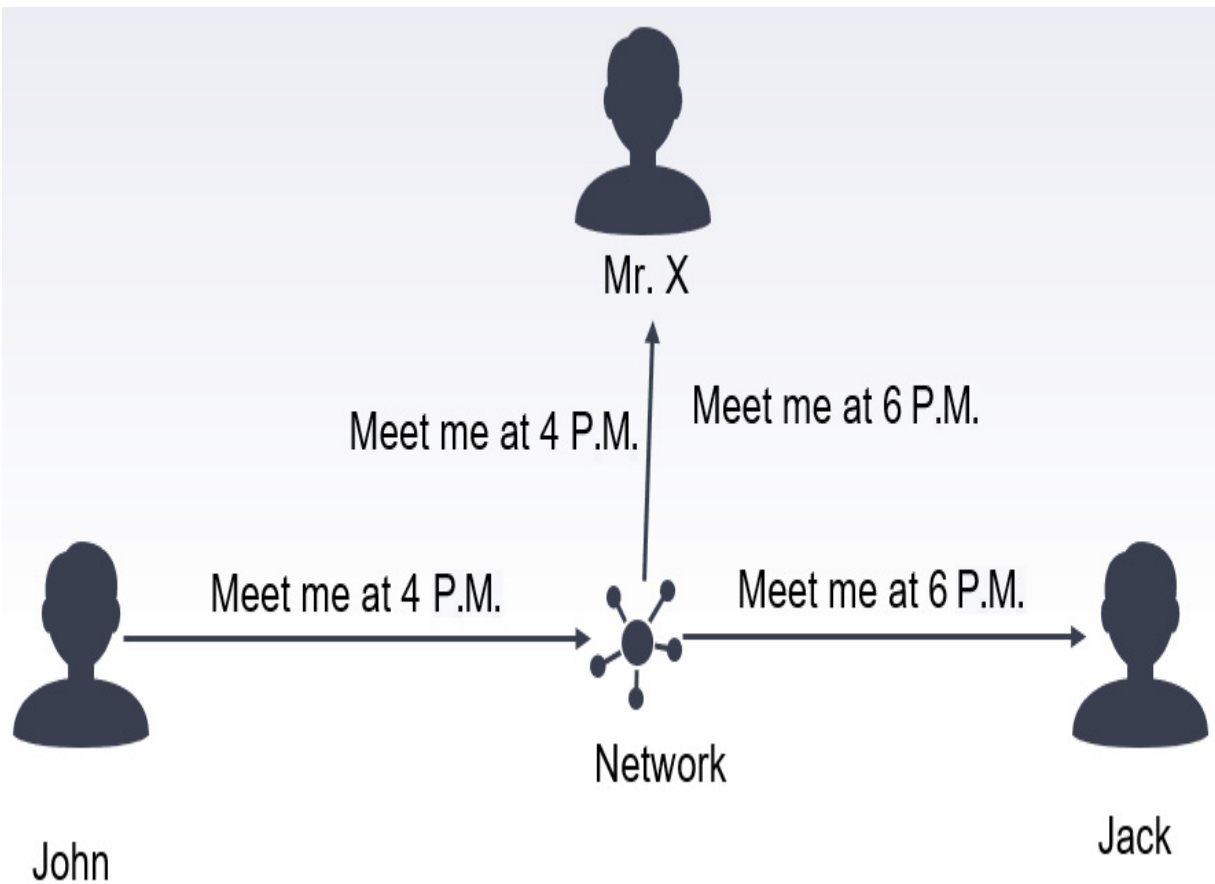 Mr. X
Meet me at 4 P.M.
Meet me at 6 P.M.
Meet me at 4 P.M.
Meet me at 6 P.M.
Network
John
Jack